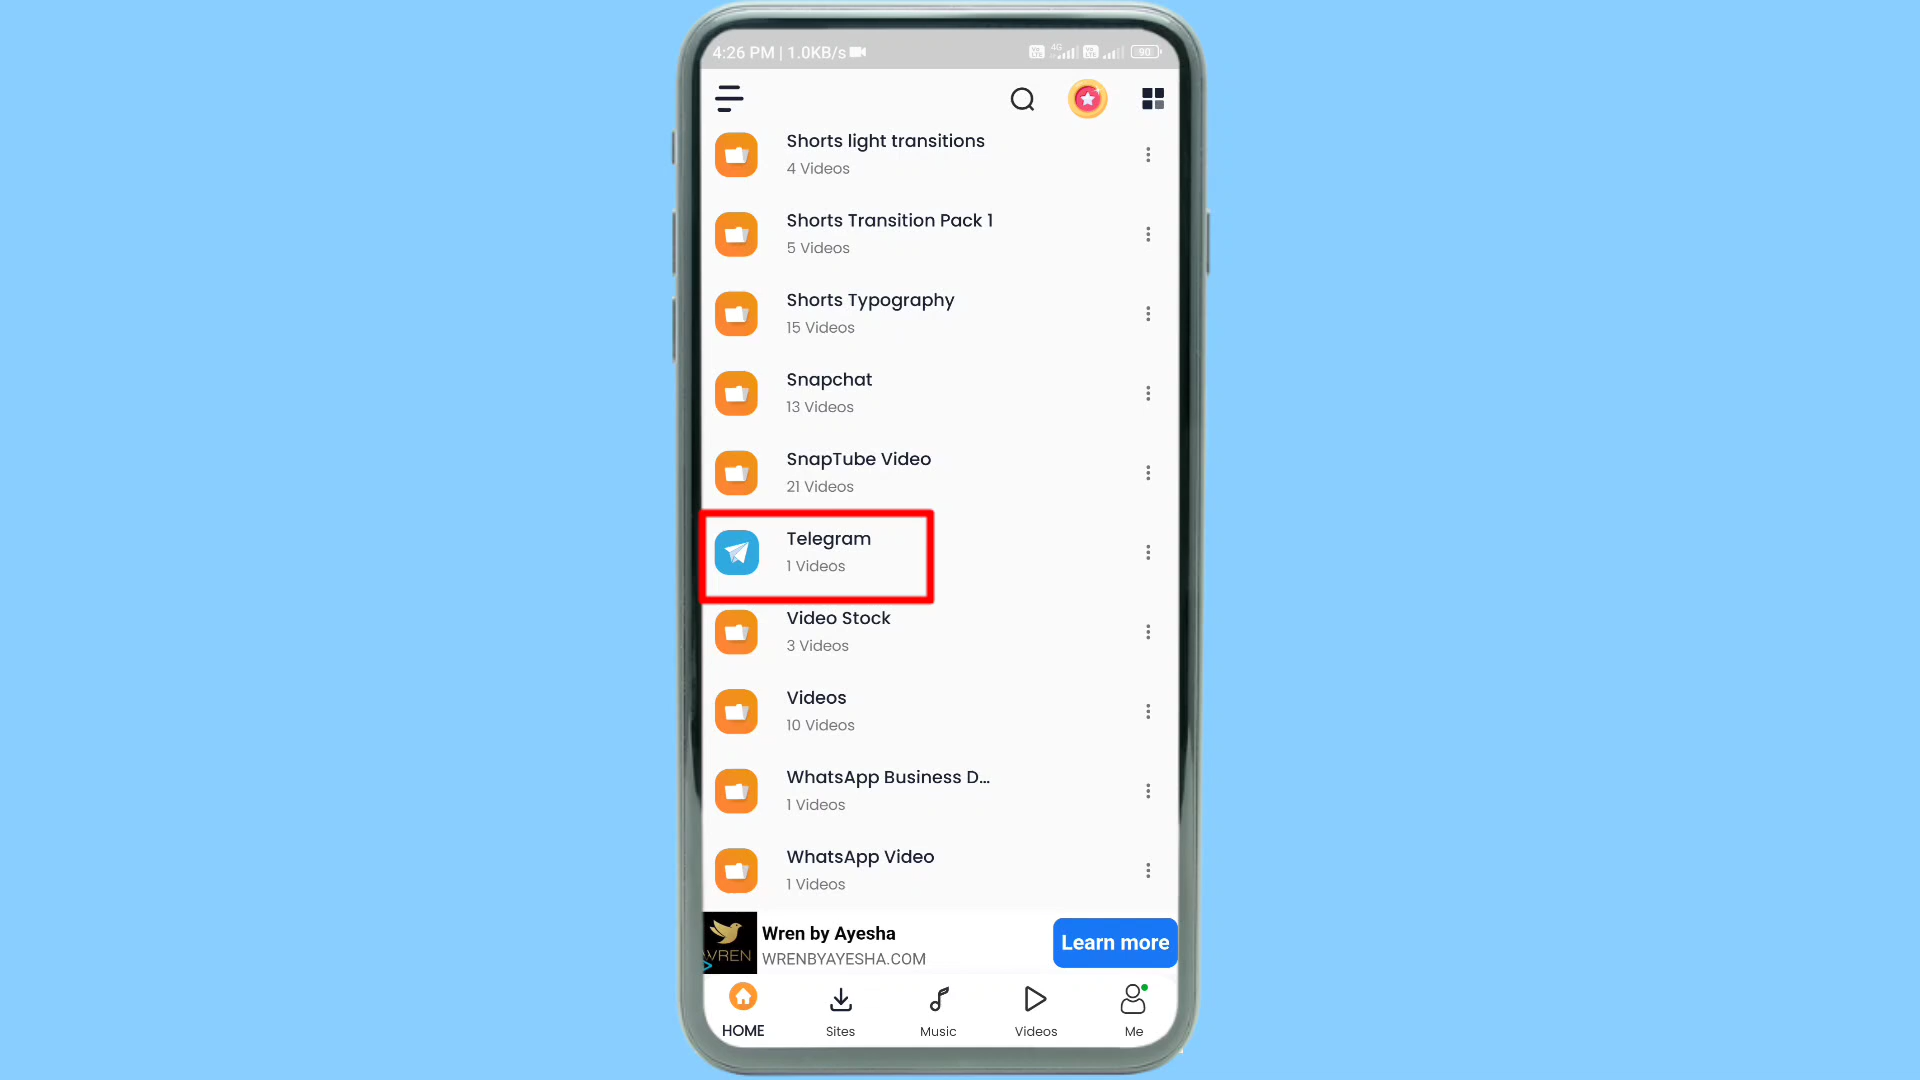 4:26 PM | 1.0KB/s
4G
90
Shorts light transitions
4 Videos
Shorts Transition Pack 1
5 Videos
Shorts Typography
15 Videos
Snapchat
13 Videos
SnapTube Video
21 Videos
Telegram
1 Videos
Video Stock
3 Videos
Videos
10 Videos
WhatsApp Business D...
1 Videos
WhatsApp Video
1 Videos
WREN
Wren by Ayesha
WRENBYAYESHA.COM
Learn more
HOME
Sites
Music
Videos
Me